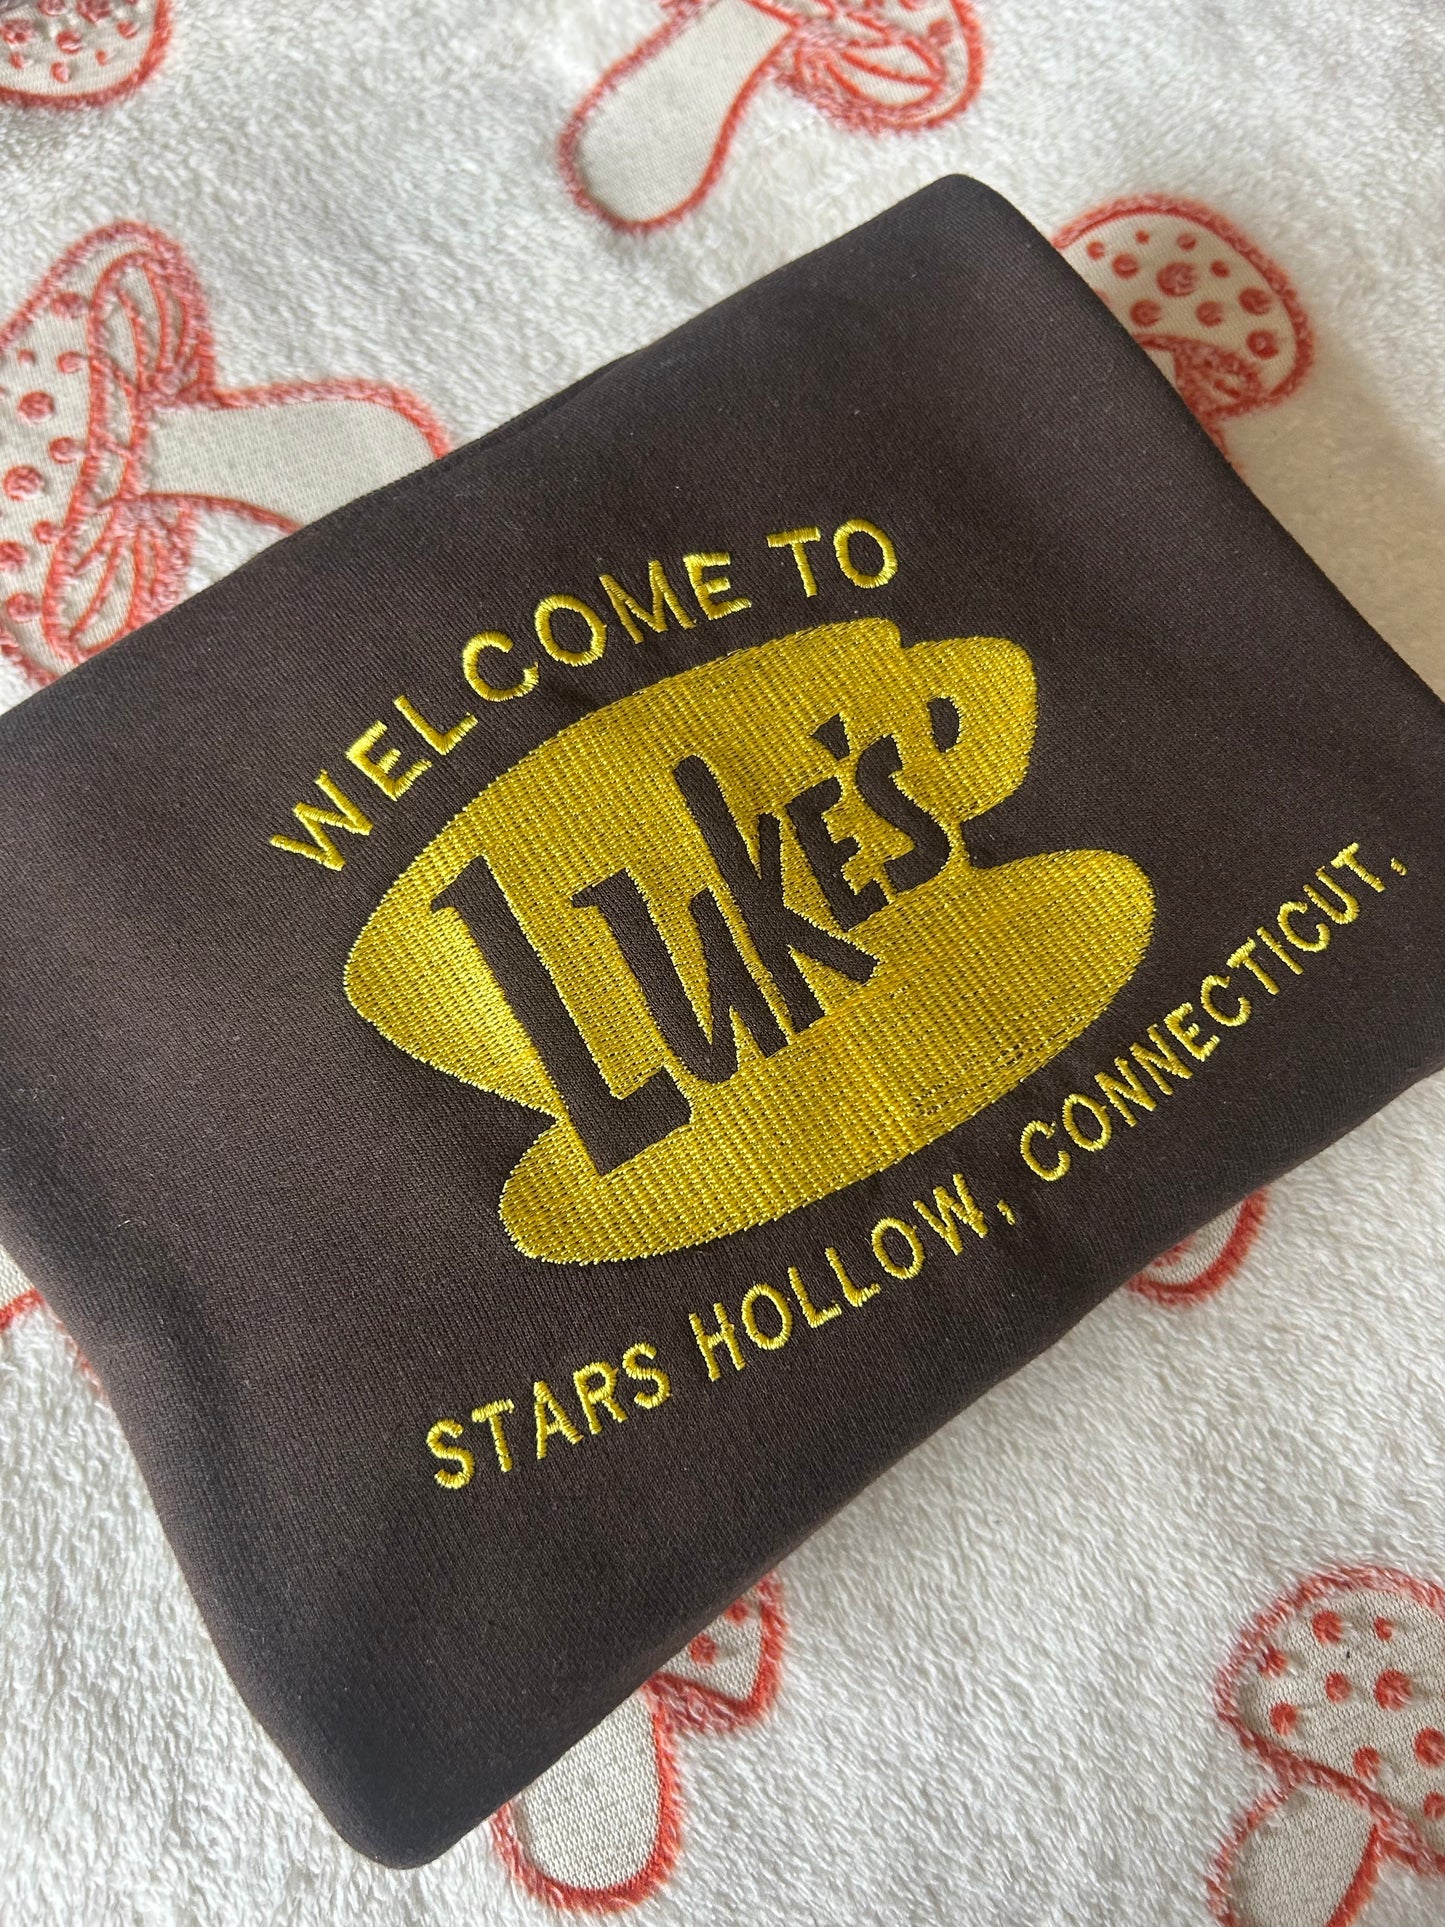 WELCOME TO
LUKE'S
STARS HOLLOW, CONNECTICUT,